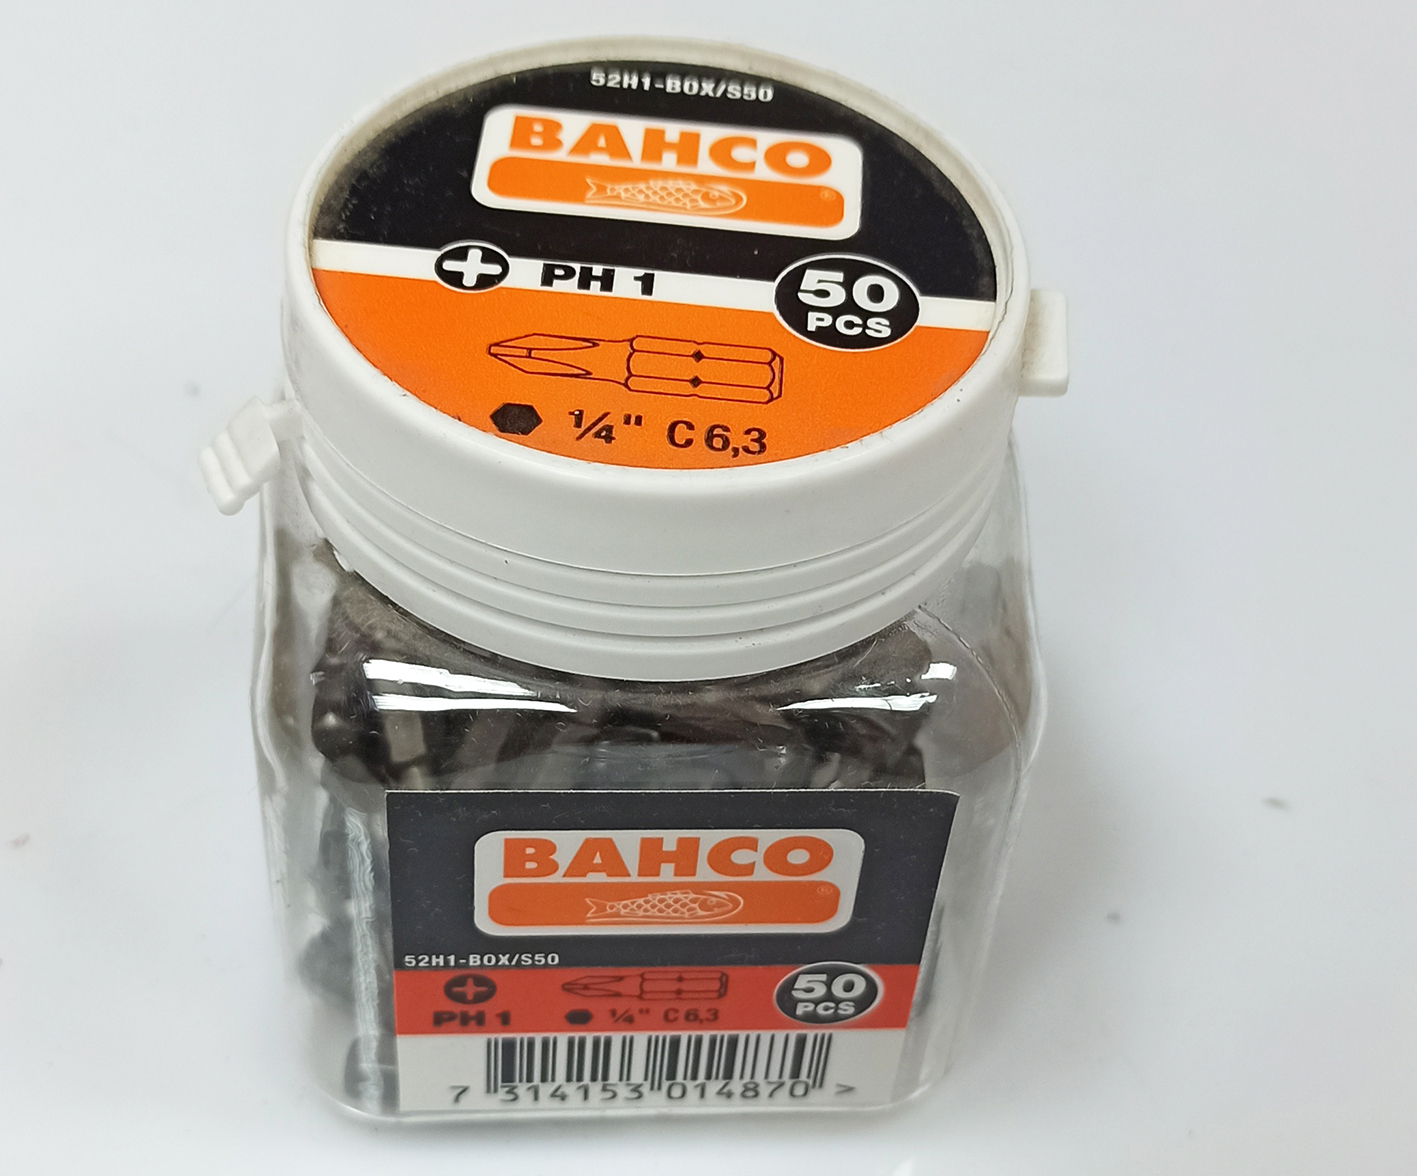 52H1-BOX/S50
BAHCO
®
PH 1
50
PCS
1/4" C 6,3
BAHCO
®
52H1-BOX/S50
50
PCS
PH 1
1/4" C 6,3
7 314153 014870 >